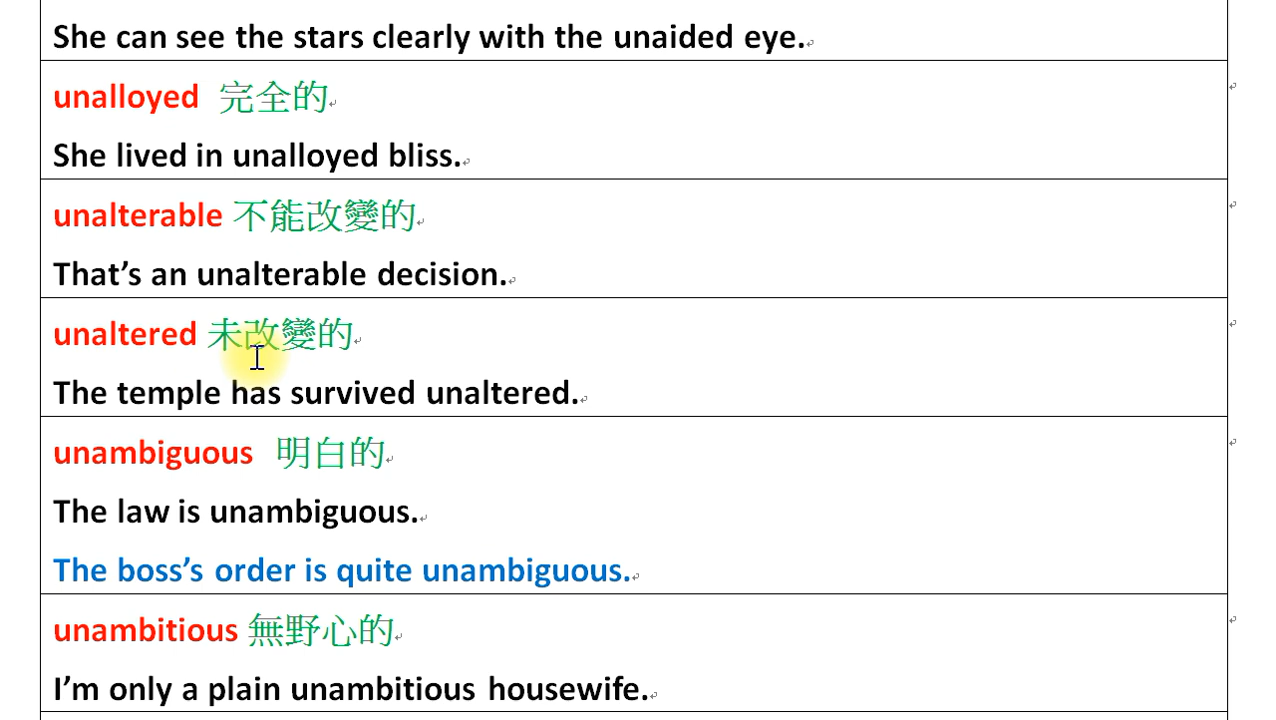 She can see the stars clearly with the unaided eye.
unalloyed 完全的
She lived in unalloyed bliss.
unalterable 不能改變的
That’s an unalterable decision.
unaltered 未改變的
The temple has survived unaltered.
unambiguous 明白的
The law is unambiguous.
The boss’s order is quite unambiguous.
unambitious 無野心的
I’m only a plain unambitious housewife.